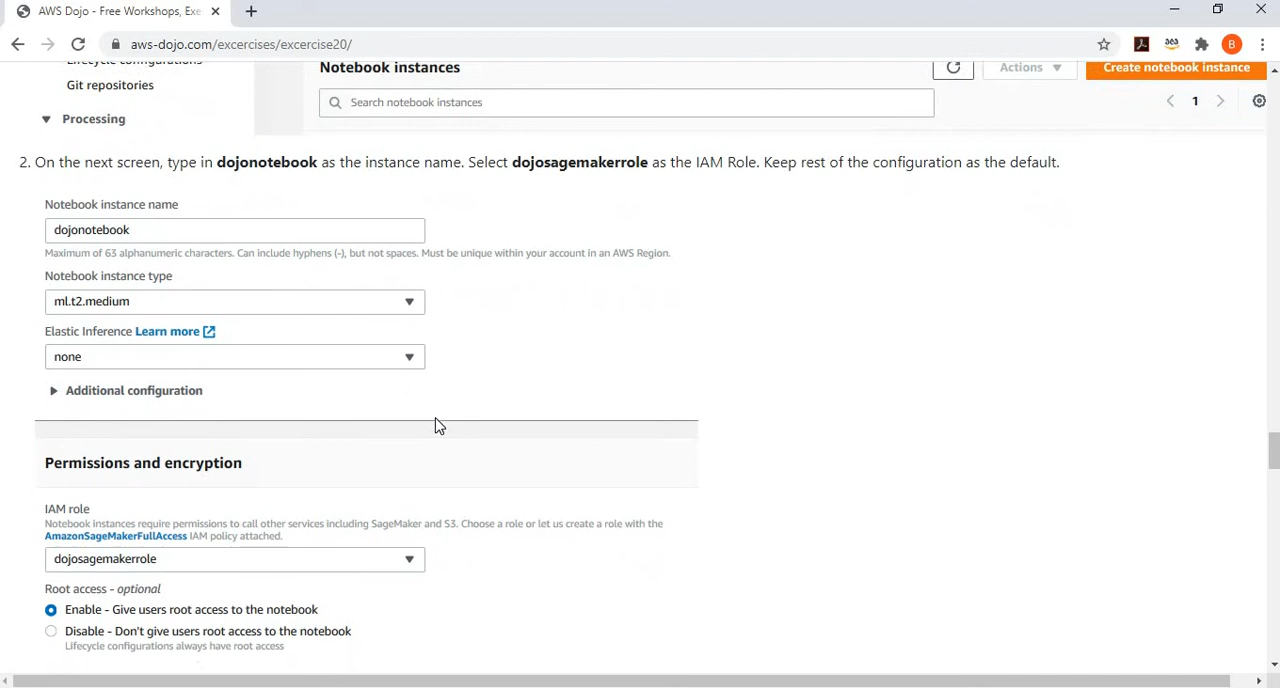 AWS Dojo - Free Workshops, Exe
aws-dojo.com/excercises/excercise20/
B
Lifecycle configurations
Git repositories
Processing
Notebook instances
Actions
Create notebook instance
Search notebook instances
1
2. On the next screen, type in dojonotebook as the instance name. Select dojosagemakerrole as the IAM Role. Keep rest of the configuration as the default.
Notebook instance name
dojonotebook
Maximum of 63 alphanumeric characters. Can include hyphens (-), but not spaces. Must be unique within your account in an AWS Region.
Notebook instance type
ml.t2.medium
Elastic Inference Learn more
none
Additional configuration
Permissions and encryption
IAM role
Notebook instances require permissions to call other services including SageMaker and S3. Choose a role or let us create a role with the
AmazonSageMakerFullAccess IAM policy attached.
dojosagemakerrole
Root access - optional
Enable - Give users root access to the notebook
Disable - Don't give users root access to the notebook
Lifecycle configurations always have root access